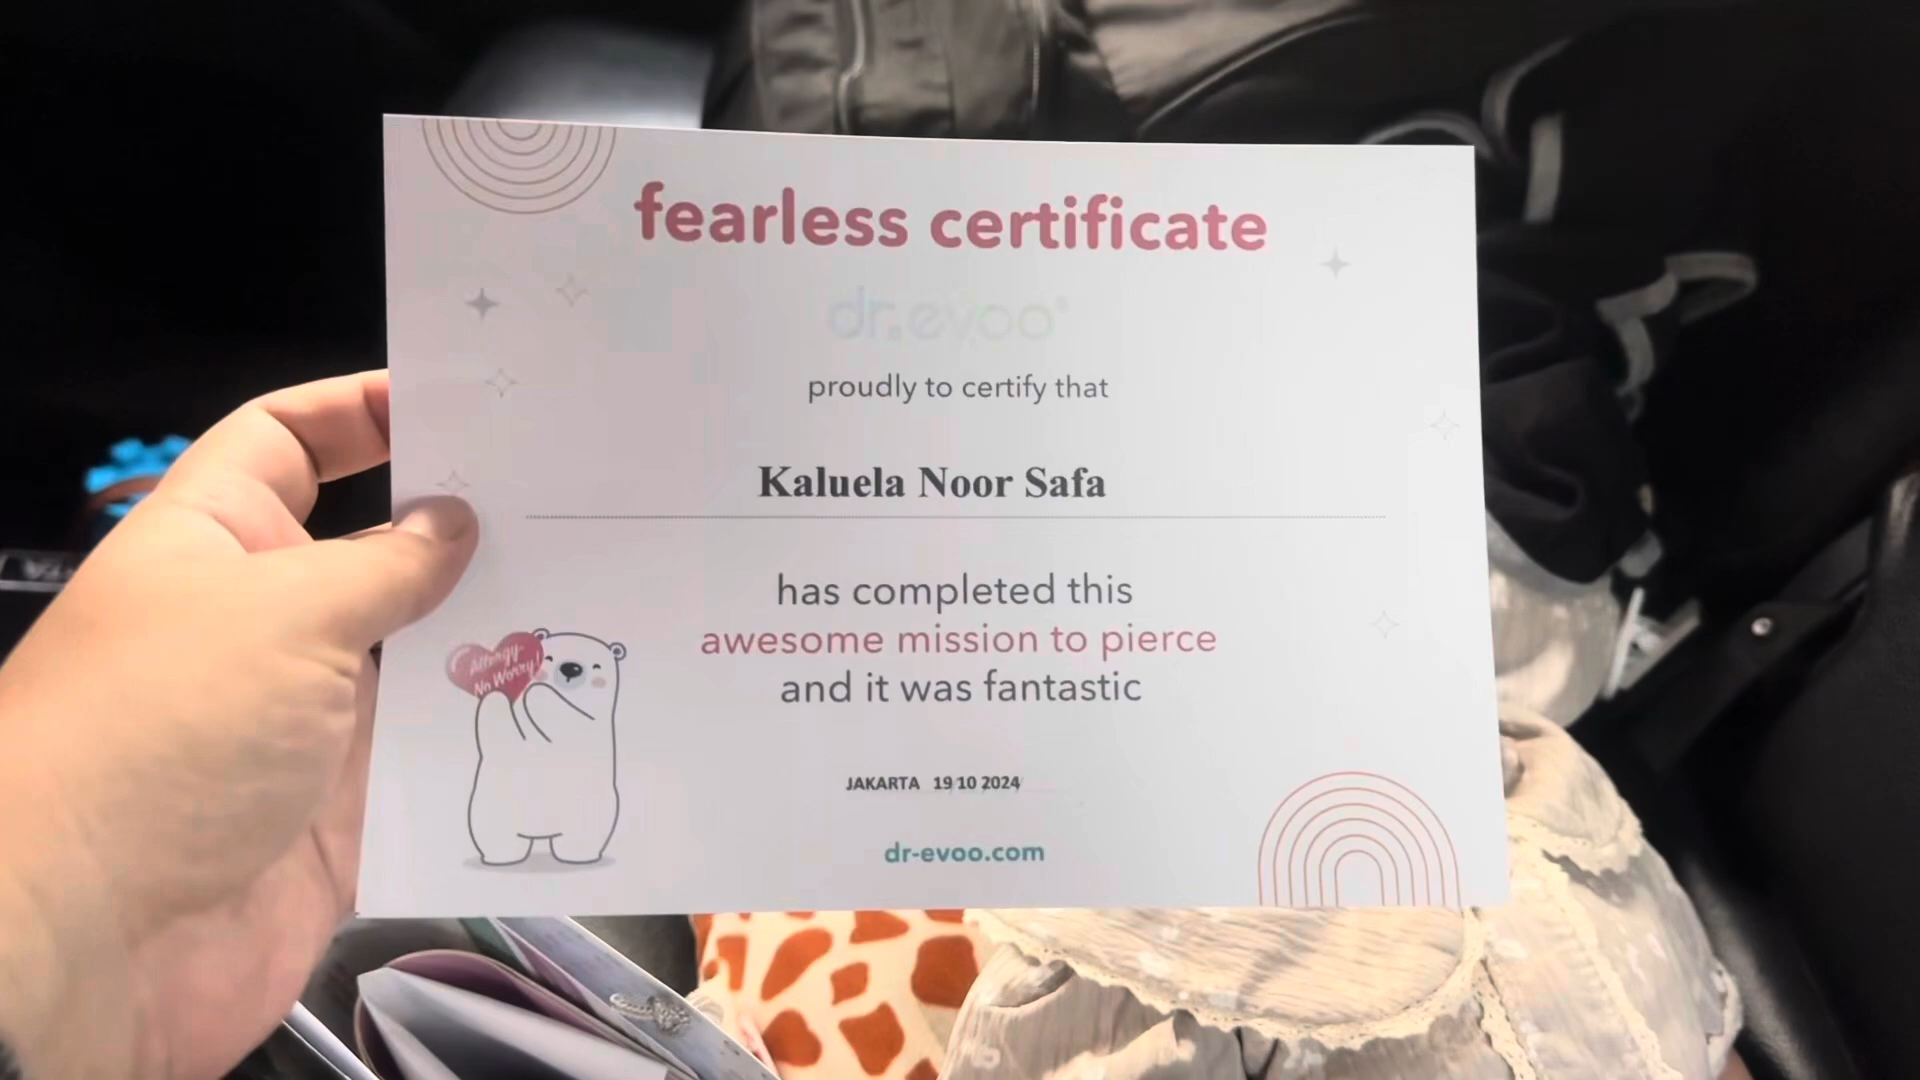 fearless certificate
dr.evoo
proudly to certify that
Kaluela Noor Safa
has completed this
awesome mission to pierce
and it was fantastic
Allergy-
No Worry!
JAKARTA 19 10 2024
dr-evoo.com